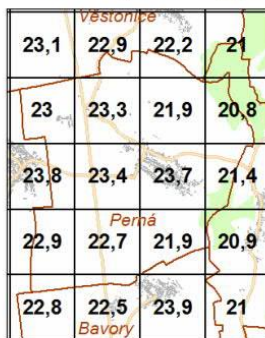 Věstonice
23,1 22,9 22,2 21
23 23,3 21,9 20,8
23,8 23,4 23,7 21,4
Perná
22,9 22,7 21,9 20,9
22,8 22,5 23,9 21
Bavory